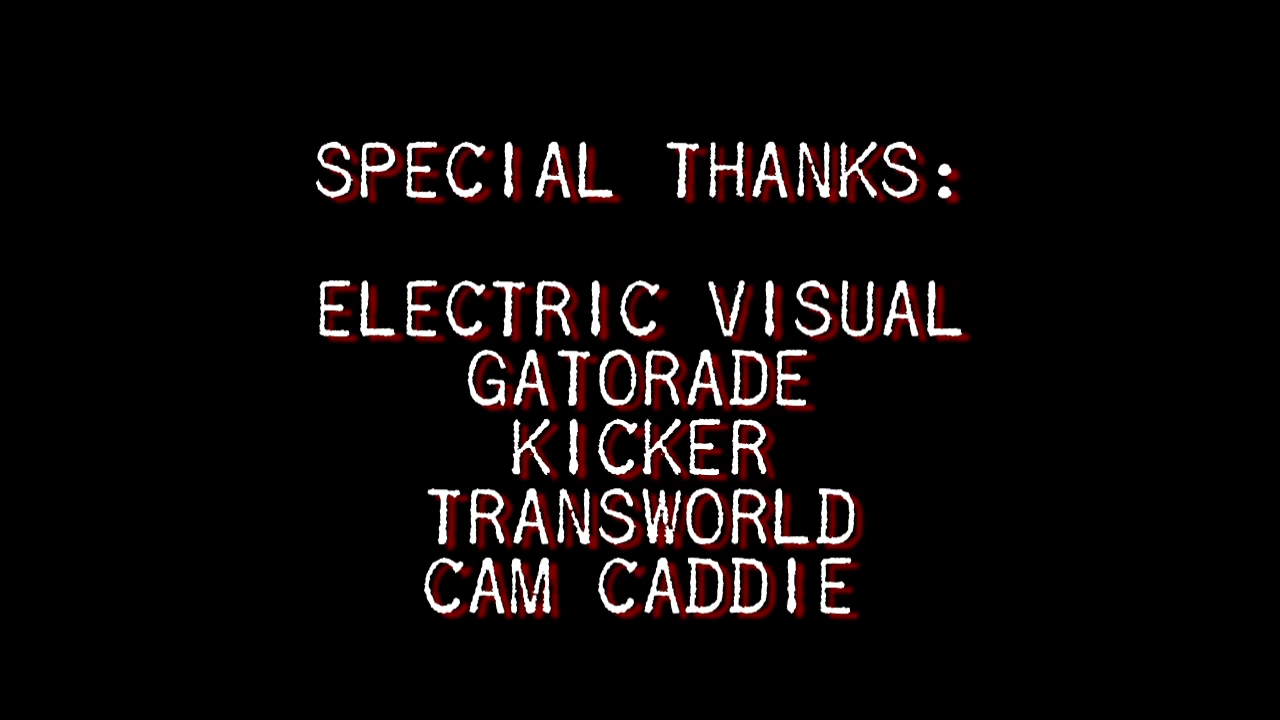 SPECIAL THANKS:
ELECTRIC VISUAL
GATORADE
KICKER
TRANSWORLD
CAM CADDIE